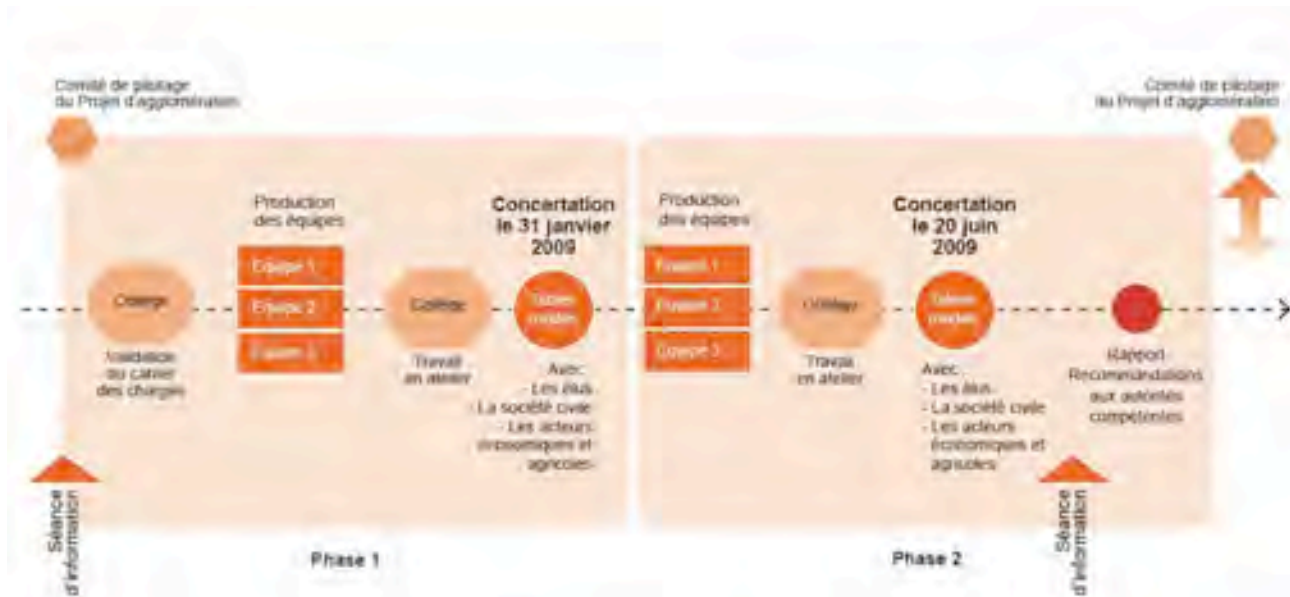 Comité de pilotage
du Projet d'agglomération
Comité de pilotage
du Projet d'agglomération
Production
des équipes
Concertation
le 31 janvier
2009
Production
des équipes
Concertation
le 20 juin
2009
Collège
Equipe 1
Equipe 2
Equipe 3
Collège
Tables
rondes
Equipe 1
Equipe 2
Equipe 3
Collège
Tables
rondes
Validation
du cahier
des charges
Travail
en atelier
Avec
- Les élus
- La société civile
- Les acteurs
économiques et
agricoles
Travail
en atelier
Avec
- Les élus
- La société civile
- Les acteurs
économiques et
agricoles
Rapport
Recommandations
aux autorités
compétentes
Séance
d'information
Séance
d'information
Phase 1
Phase 2